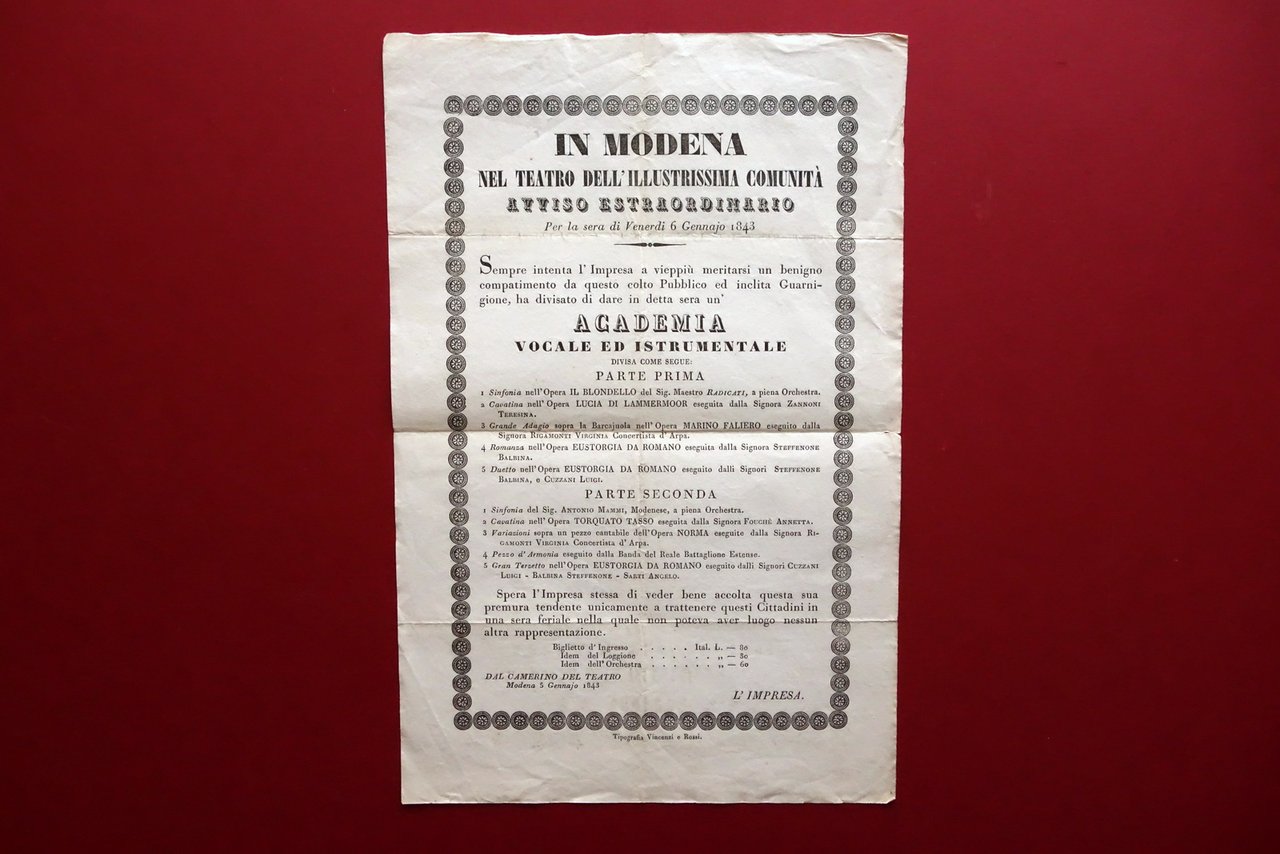 IN MODENA
NEL TEATRO DELL'ILLUSTRISSIMA COMUNITÀ
AVVISO ESTRAORDINARIO
Per la sera di Venerdì 6 Gennajo 1843
Sempre intenta l'Impresa a vieppiù meritarsi un benigno
compatimento da questo colto Pubblico ed inclita Guarni-
gione, ha divisato di dare in detta sera un'
ACADEMIA
VOCALE ED ISTRUMENTALE
DIVISA COME SEGUE:
PARTE PRIMA
1 Sinfonia nell'Opera IL BLONDELLO del Sig. Maestro RADICATI, a piena Orchestra.
2 Cavatina nell'Opera LUCIA DI LAMMERMOOR eseguita dalla Signora ZANNONI
TERESINA.
3 Grande Adagio sopra la Barcajuola nell'Opera MARINO FALIERO eseguito dalla
Signora RIGAMONTI VIRGINIA Concertista d'Arpa.
4 Romanza nell'Opera EUSTORGIA DA ROMANO eseguita dalla Signora STEFFENONE
BALBINA.
5 Duetto nell'Opera EUSTORGIA DA ROMANO eseguito dalli Signori STEFFENONE
BALBINA, e CUZZANI LUIGI.
PARTE SECONDA
1 Sinfonia del Sig. ANTONIO MAMMI, Modenese, a piena Orchestra.
2 Cavatina nell'Opera TORQUATO TASSO eseguita dalla Signora FOUCHÈ ANNETTA.
3 Variazioni sopra un pezzo cantabile dell'Opera NORMA eseguite dalla Signora RI-
GAMONTI VIRGINIA Concertista d'Arpa.
4 Pezzo d'Armonia eseguito dalla Banda del Reale Battaglione Estense.
5 Gran Terzetto nell'Opera EUSTORGIA DA ROMANO eseguito dalli Signori CUZZANI
LUIGI - BALBINA STEFFENONE - SARTI ANGELO.
Spera l'Impresa stessa di veder bene accolta questa sua
premura tendente unicamente a trattenere questi Cittadini in
una sera feriale nella quale non poteva aver luogo nessun
altra rappresentazione.
Biglietto d'Ingresso . . . . . Ital. L. — 80
Idem del Loggione . . . . . . „ — 30
Idem dell'Orchestra . . . . . . „ — 60
DAL CAMERINO DEL TEATRO
Modena 5 Gennajo 1843
L'IMPRESA.
Tipografia Vincenzi e Rossi.